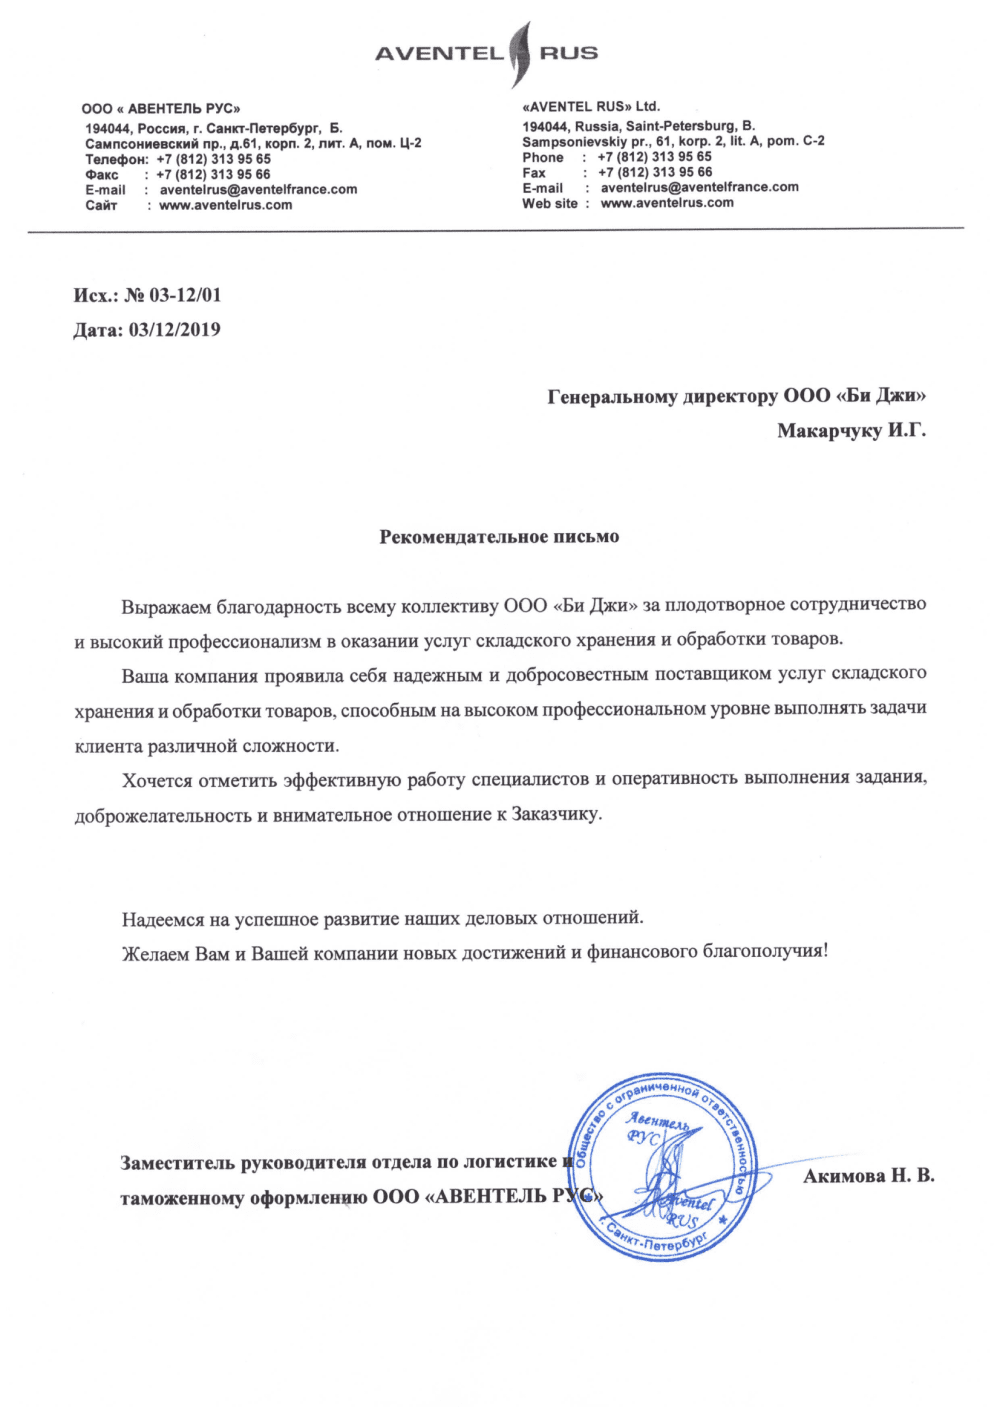 AVENTEL RUS
ООО « АВЕНТЕЛЬ РУС»
194044, Россия, г. Санкт-Петербург, Б.
Сампсониевский пр., д.61, корп. 2, лит. А, пом. Ц-2
Телефон: +7 (812) 313 95 65
Факс : +7 (812) 313 95 66
E-mail : aventelrus@aventelfrance.com
Сайт : www.aventelrus.com
«AVENTEL RUS» Ltd.
194044, Russia, Saint-Petersburg, B.
Sampsonievskiy pr., 61, korp. 2, lit. A, pom. C-2
Phone : +7 (812) 313 95 65
Fax : +7 (812) 313 95 66
E-mail : aventelrus@aventelfrance.com
Web site : www.aventelrus.com
Исх.: № 03-12/01
Дата: 03/12/2019
Генеральному директору ООО «Би Джи»
Макарчуку И.Г.
Рекомендательное письмо
Выражаем благодарность всему коллективу ООО «Би Джи» за плодотворное сотрудничество
и высокий профессионализм в оказании услуг складского хранения и обработки товаров.
Ваша компания проявила себя надежным и добросовестным поставщиком услуг складского
хранения и обработки товаров, способным на высоком профессиональном уровне выполнять задачи
клиента различной сложности.
Хочется отметить эффективную работу специалистов и оперативность выполнения задания,
доброжелательность и внимательное отношение к Заказчику.
Надеемся на успешное развитие наших деловых отношений.
Желаем Вам и Вашей компании новых достижений и финансового благополучия!
Заместитель руководителя отдела по логистике и
таможенному оформлению ООО «АВЕНТЕЛЬ РУС»
Акимова Н. В.
Общество с ограниченной ответственностью
Авентель
РУС
Aventel
RUS
г. Санкт-Петербург